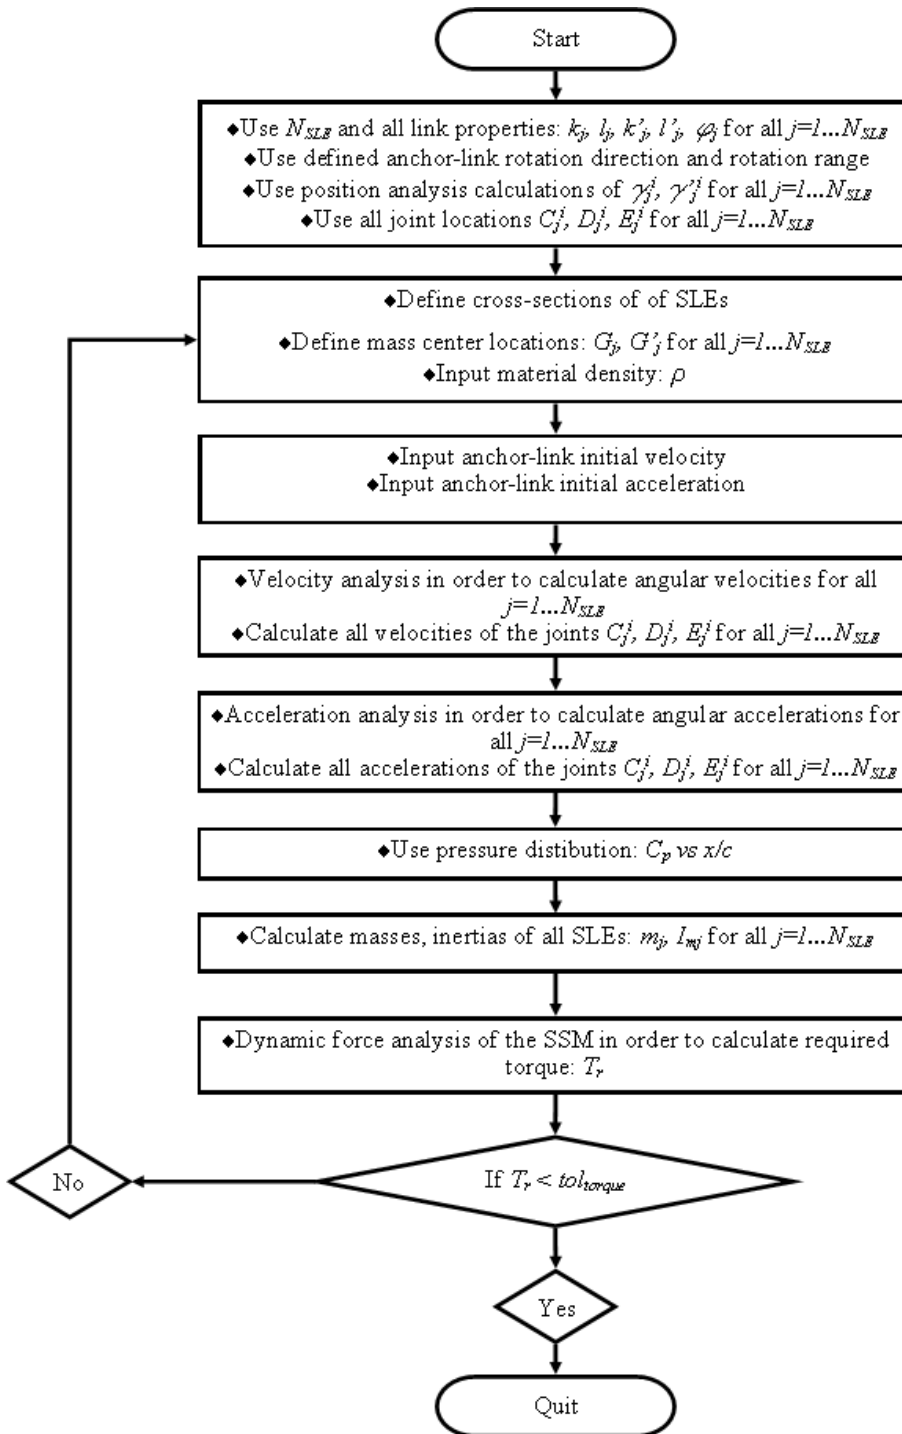 Start
◆Use N_SLE and all link properties: k_j, l_j, k'_j, l'_j, φ_j for all j=1...N_SLE
◆Use defined anchor-link rotation direction and rotation range
◆Use position analysis calculations of γ_j^i, γ'_j^i for all j=1...N_SLE
◆Use all joint locations C_j^i, D_j^i, E_j^i for all j=1...N_SLE
◆Define cross-sections of of SLEs
◆Define mass center locations: G_j, G'_j for all j=1...N_SLE
◆Input material density: ρ
◆Input anchor-link initial velocity
◆Input anchor-link initial acceleration
◆Velocity analysis in order to calculate angular velocities for all
j=1...N_SLE
◆Calculate all velocities of the joints C_j^i, D_j^i, E_j^i for all j=1...N_SLE
◆Acceleration analysis in order to calculate angular accelerations for
all j=1...N_SLE
◆Calculate all accelerations of the joints C_j^i, D_j^i, E_j^i for all j=1...N_SLE
◆Use pressure distibution: C_p vs x/c
◆Calculate masses, inertias of all SLEs: m_j, I_mj for all j=1...N_SLE
◆Dynamic force analysis of the SSM in order to calculate required
torque: T_r
If T_r < tol_torque
No
Yes
Quit